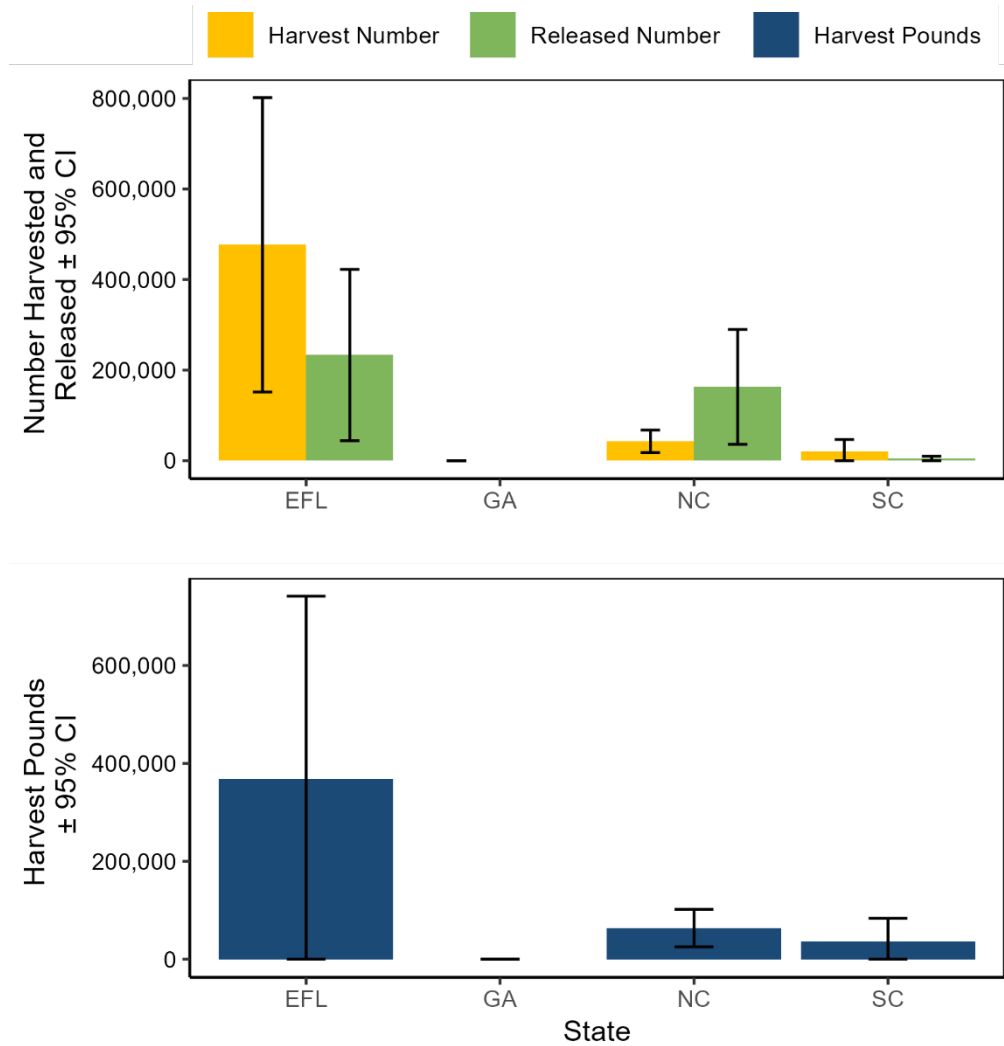 Harvest Number Released Number Harvest Pounds
Number Harvested and
Released ± 95% CI
800,000
600,000
400,000
200,000
0
EFL GA NC SC
Harvest Pounds
± 95% CI
600,000
400,000
200,000
0
EFL GA NC SC
State